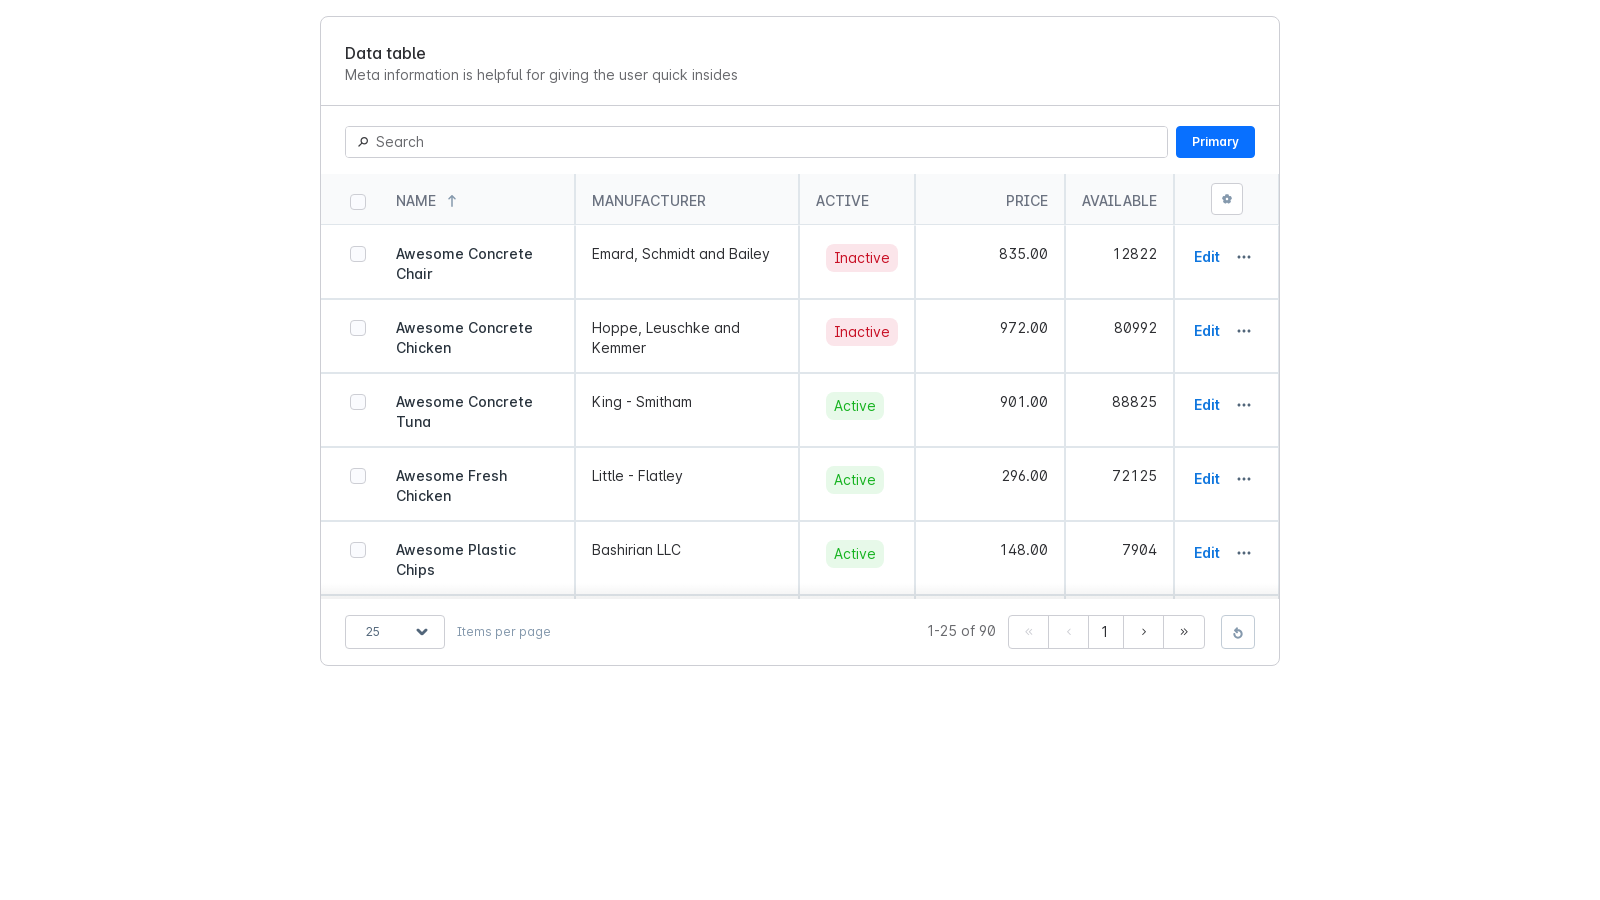 Data table
Meta information is helpful for giving the user quick insides
Search
Primary
NAME MANUFACTURER ACTIVE PRICE AVAILABLE
Awesome Concrete Chair Emard, Schmidt and Bailey Inactive 835.00 12822 Edit
Awesome Concrete Chicken Hoppe, Leuschke and Kemmer Inactive 972.00 80992 Edit
Awesome Concrete Tuna King - Smitham Active 901.00 88825 Edit
Awesome Fresh Chicken Little - Flatley Active 296.00 72125 Edit
Awesome Plastic Chips Bashirian LLC Active 148.00 7904 Edit
25 Items per page 1-25 of 90 « ‹ 1 › »